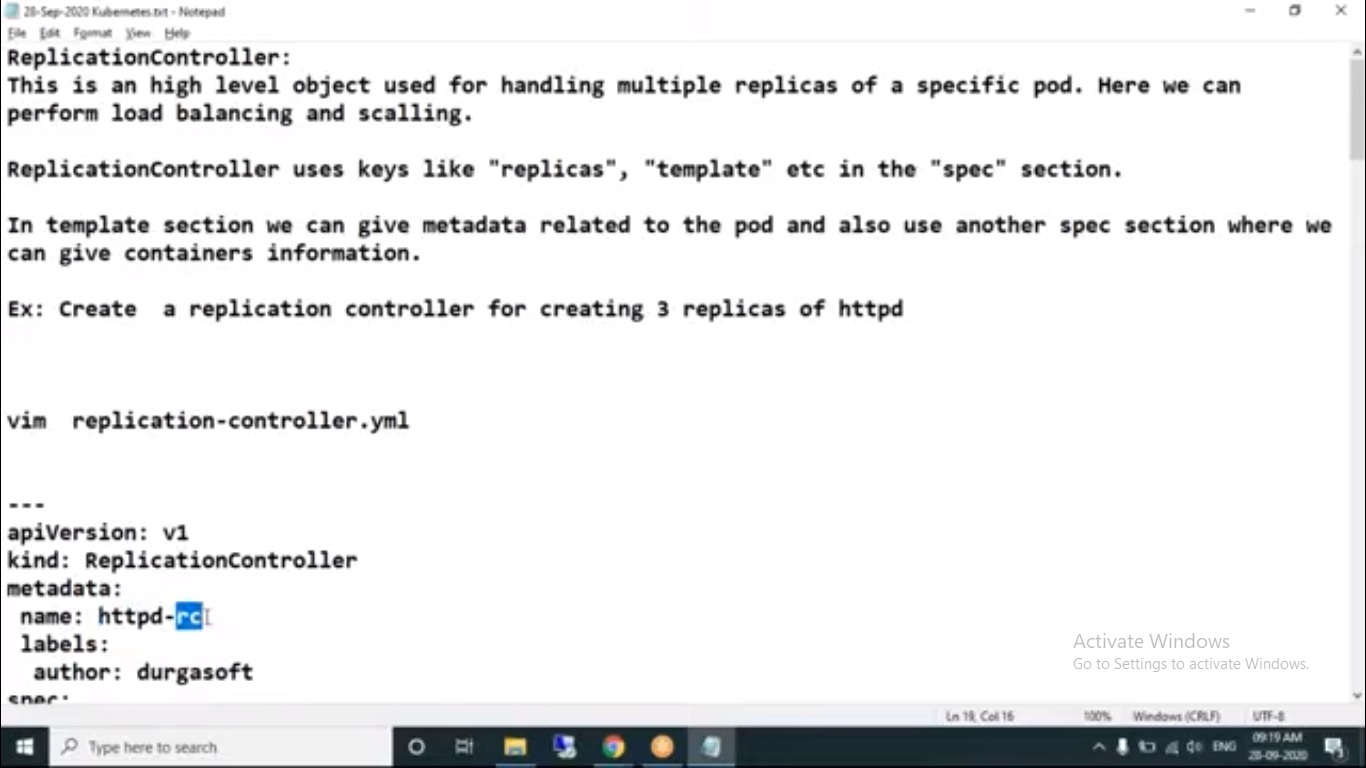 28-Sep-2020 Kubernetes.txt - Notepad
File Edit Format View Help
ReplicationController:
This is an high level object used for handling multiple replicas of a specific pod. Here we can
perform load balancing and scalling.
ReplicationController uses keys like "replicas", "template" etc in the "spec" section.
In template section we can give metadata related to the pod and also use another spec section where we
can give containers information.
Ex: Create  a replication controller for creating 3 replicas of httpd
vim  replication-controller.yml
---
apiVersion: v1
kind: ReplicationController
metadata:
 name: httpd-rc
 labels:
  author: durgasoft
spec:
Activate Windows
Go to Settings to activate Windows.
Ln 19, Col 16 100% Windows (CRLF) UTF-8
Type here to search
ENG
09:19 AM
28-09-2020